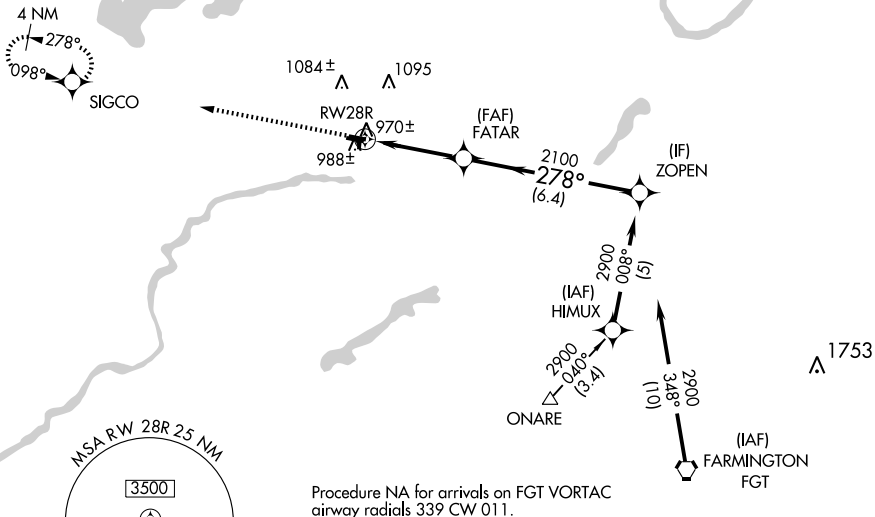 4 NM
278°
098°
SIGCO
1084±
1095
RW28R
970±
988±
(FAF)
FATAR
2100
278°
(6.4)
(IF)
ZOPEN
2900
008°
(5)
(IAF)
HIMUX
2900
040°
(3.4)
ONARE
2900
348°
(10)
1753
(IAF)
FARMINGTON
FGT
MSA RW 28R 25 NM
3500
Procedure NA for arrivals on FGT VORTAC
airway radials 339 CW 011.